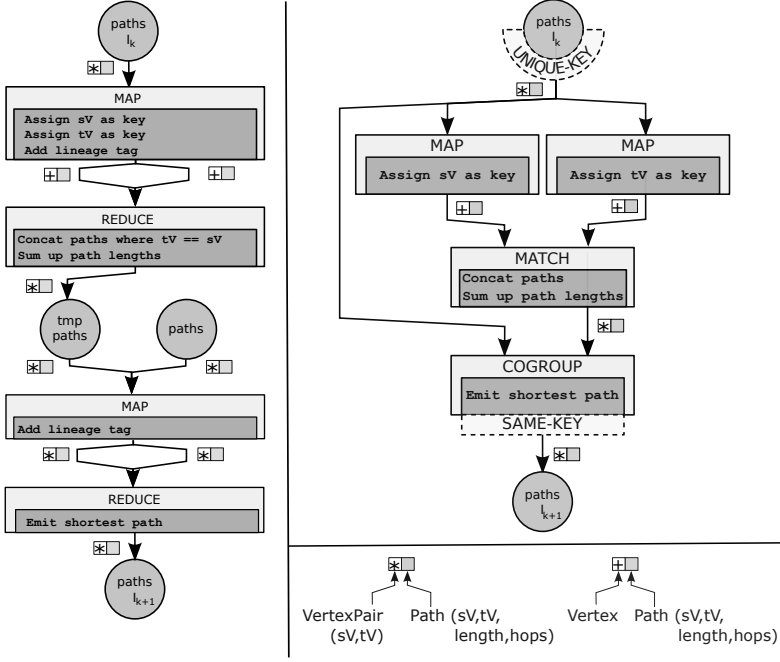 paths
I_k
*
MAP
Assign sV as key
Assign tV as key
Add lineage tag
+
+
REDUCE
Concat paths where tV == sV
Sum up path lengths
*
tmp
paths
paths
*
*
MAP
Add lineage tag
*
*
REDUCE
Emit shortest path
*
paths
I_k+1
paths
I_k
UNIQUE-KEY
*
MAP
Assign sV as key
MAP
Assign tV as key
+
+
MATCH
Concat paths
Sum up path lengths
*
COGROUP
Emit shortest path
SAME-KEY
*
paths
I_k+1
*
VertexPair
(sV,tV)
Path (sV,tV,
length,hops)
+
Vertex
Path (sV,tV,
length,hops)